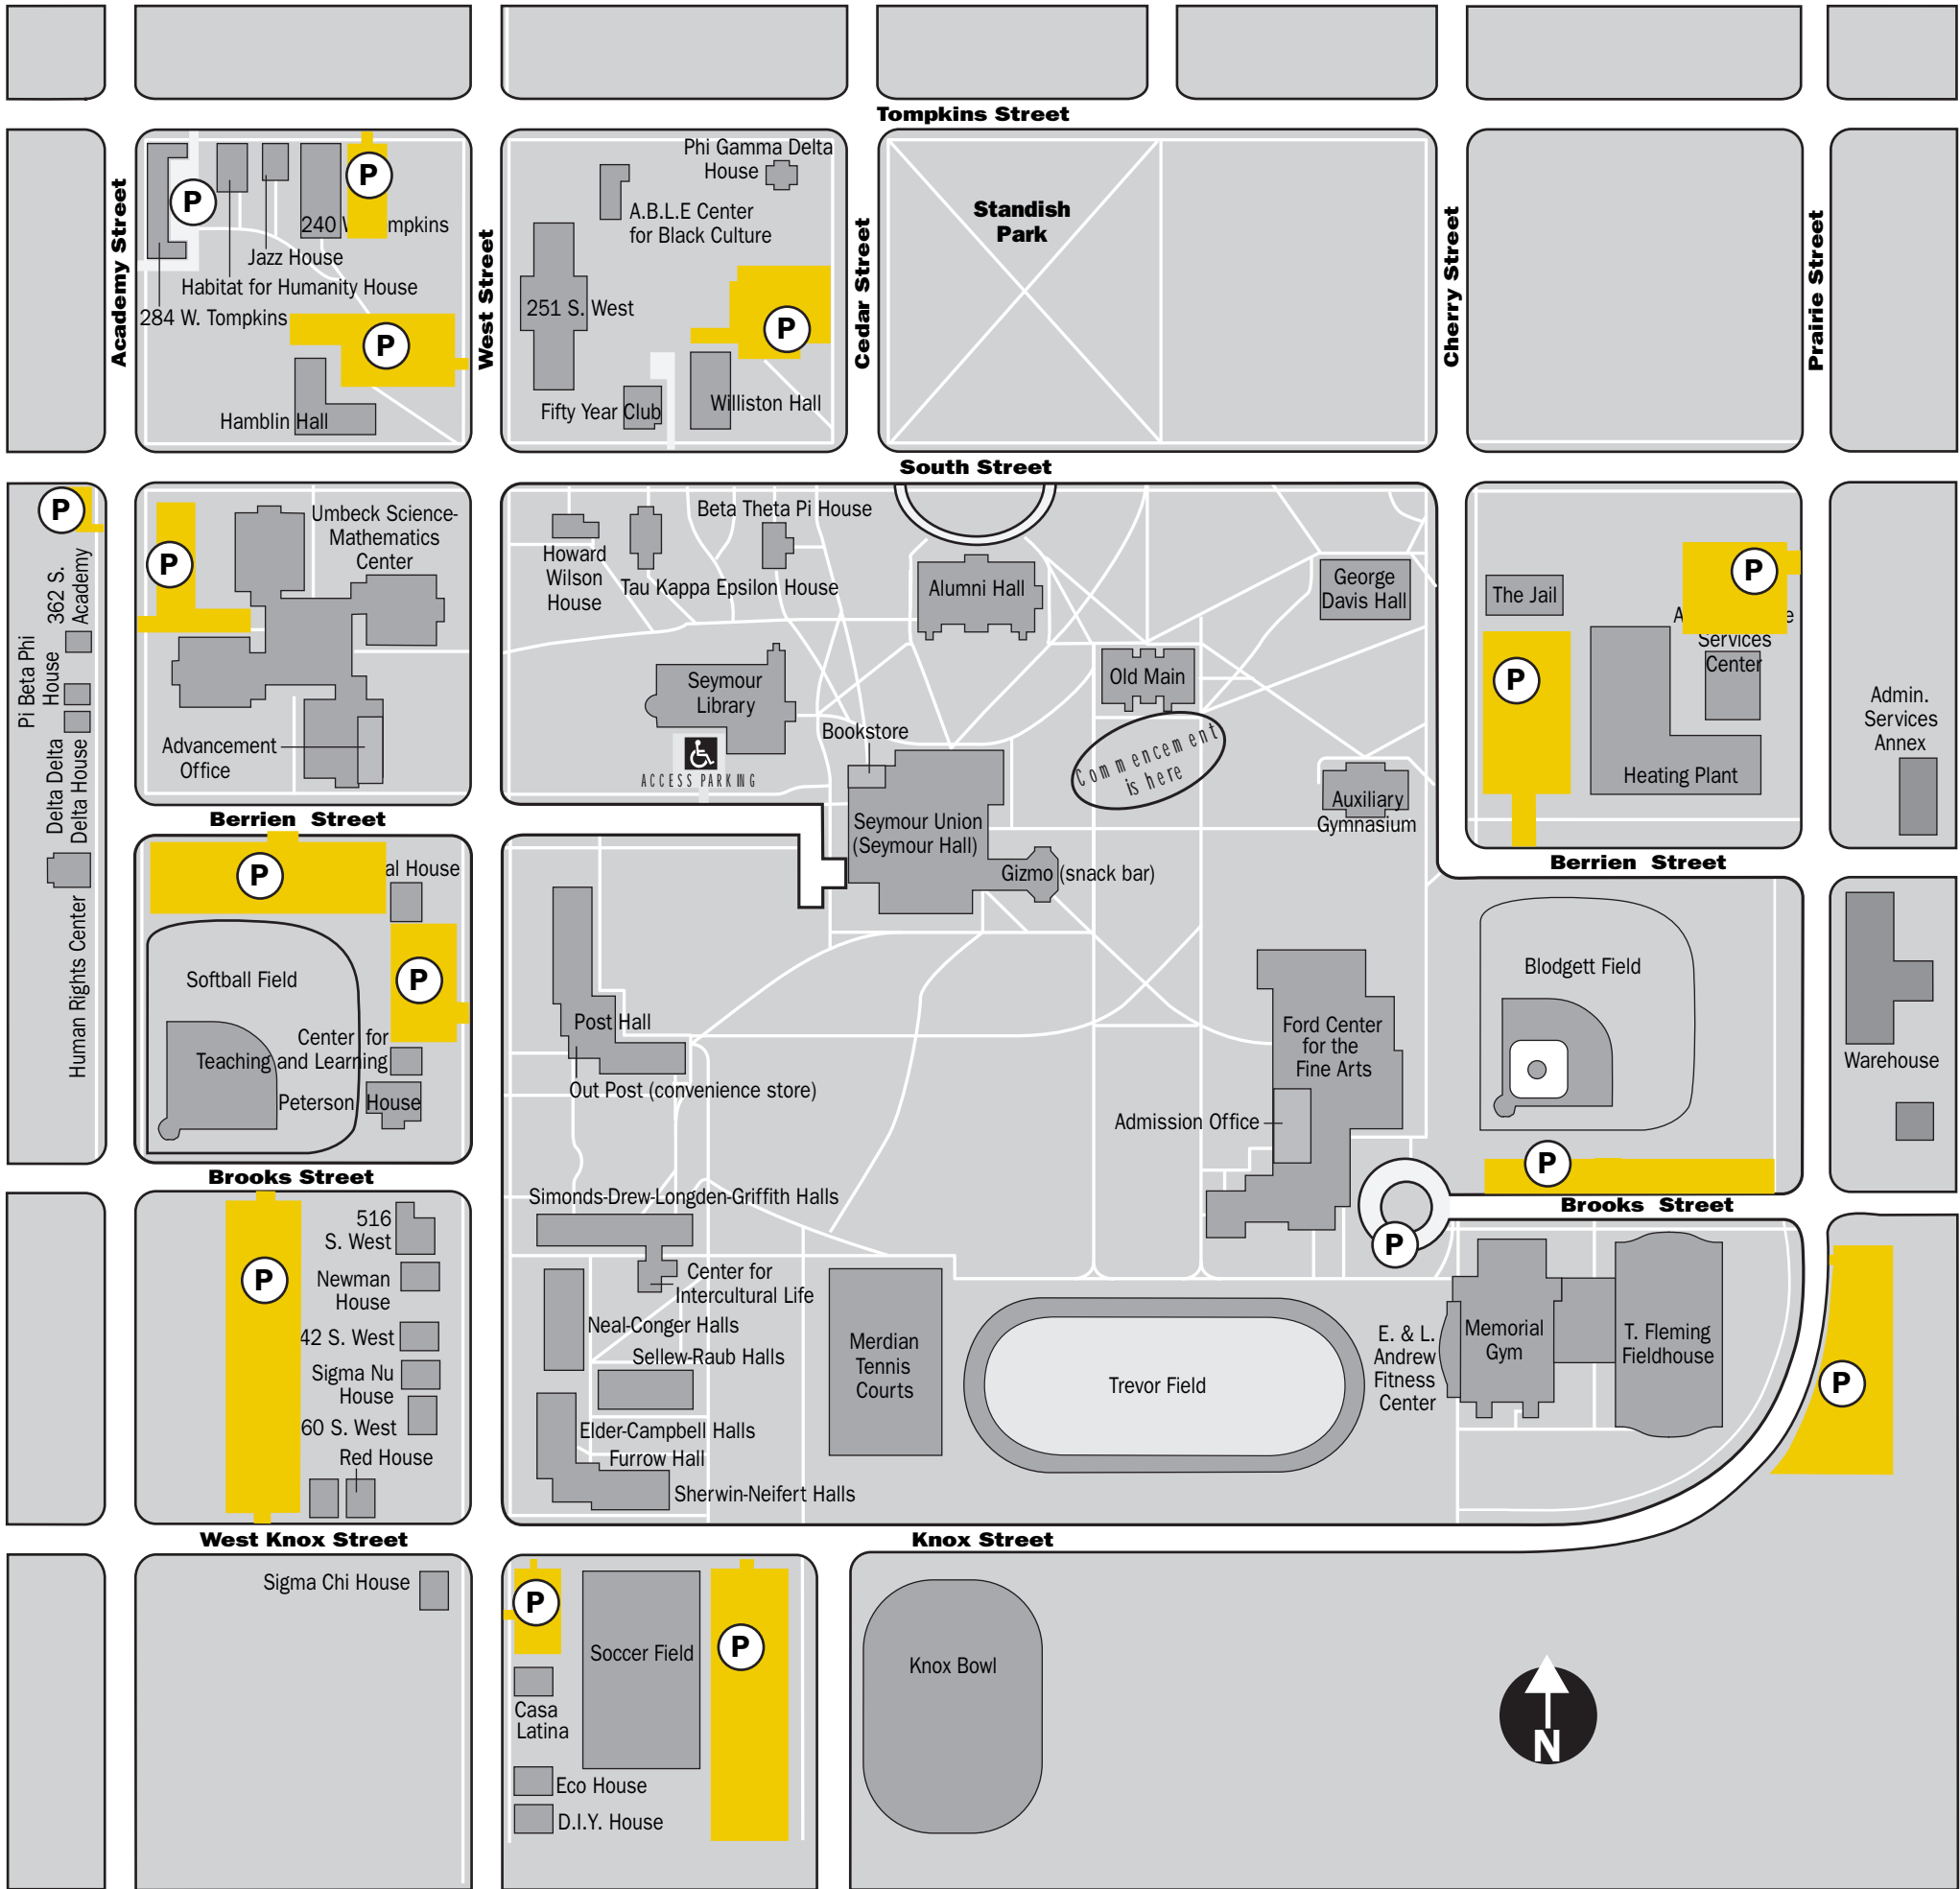 Tompkins Street
Academy Street
West Street
Cedar Street
Cherry Street
Prairie Street
P
P
240 W
mpkins
Jazz House
Habitat for Humanity House
284 W. Tompkins
P
Hamblin Hall
Phi Gamma Delta
House
A.B.L.E Center
for Black Culture
251 S. West
P
Fifty Year Club
Williston Hall
Standish
Park
South Street
P
362 S.
Academy
Pi Beta Phi
House
Delta Delta
Delta House
Human Rights Center
P
Umbeck Science-
Mathematics
Center
Advancement
Office
Berrien Street
Howard
Wilson
House
Tau Kappa Epsilon House
Beta Theta Pi House
Alumni Hall
George
Davis Hall
Seymour
Library
ACCESS PARKING
Bookstore
Old Main
Commencement
is here
Auxiliary
Gymnasium
Seymour Union
(Seymour Hall)
Gizmo (snack bar)
The Jail
P
P
A
e
Services
Center
Heating Plant
Admin.
Services
Annex
Berrien Street
P
al House
Softball Field
P
Center for
Teaching and Learning
Peterson House
Brooks Street
Post Hall
Out Post (convenience store)
Ford Center
for the
Fine Arts
Admission Office
Blodgett Field
Warehouse
P
Brooks Street
P
P
516
S. West
Newman
House
42 S. West
Sigma Nu
House
60 S. West
Red House
West Knox Street
Simonds-Drew-Longden-Griffith Halls
Center for
Intercultural Life
Neal-Conger Halls
Sellew-Raub Halls
Elder-Campbell Halls
Furrow Hall
Sherwin-Neifert Halls
Merdian
Tennis
Courts
Trevor Field
E. & L.
Andrew
Fitness
Center
Memorial
Gym
T. Fleming
Fieldhouse
P
Knox Street
Sigma Chi House
P
Soccer Field
P
Casa
Latina
Eco House
D.I.Y. House
Knox Bowl
N